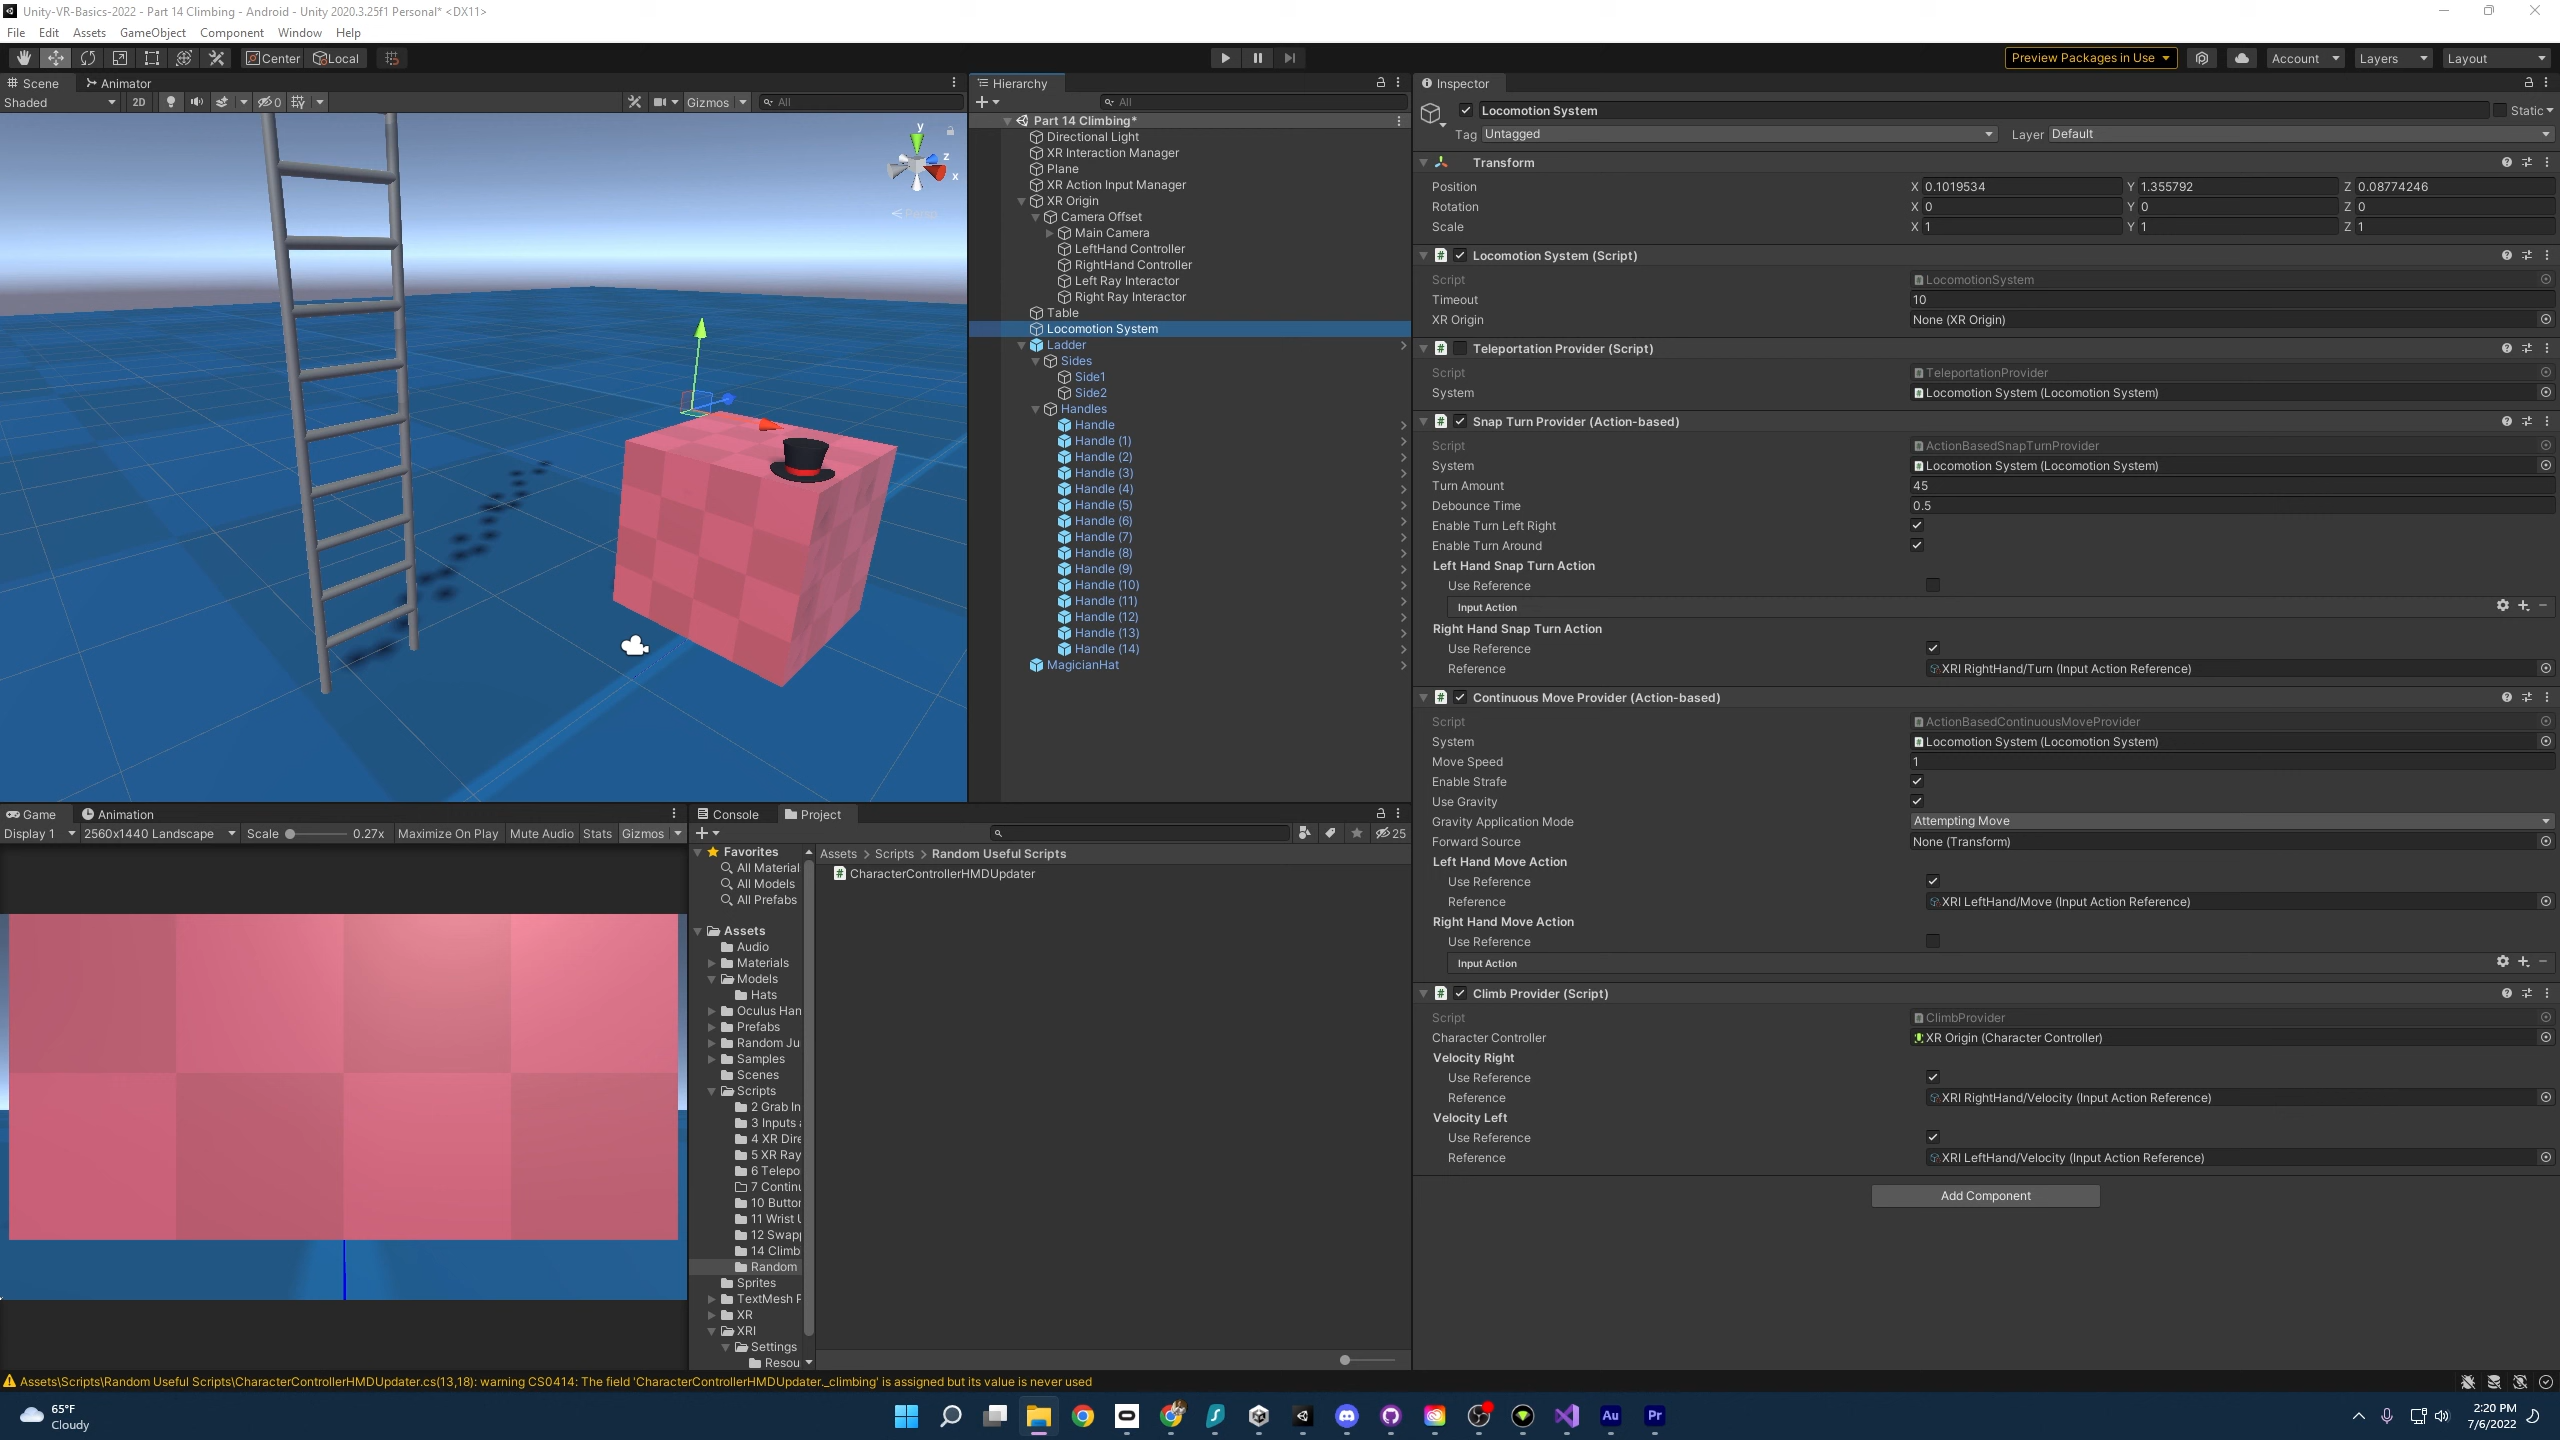 Unity-VR-Basics-2022 - Part 14 Climbing - Android - Unity 2020.3.25f1 Personal* <DX11>
File Edit Assets GameObject Component Window Help
Center Local
Preview Packages in Use Account Layers Layout
Scene Animator
Shaded 2D 0 Gizmos All
y
z
x
Persp
Hierarchy
All
Part 14 Climbing*
Directional Light
XR Interaction Manager
Plane
XR Action Input Manager
XR Origin
Camera Offset
Main Camera
LeftHand Controller
RightHand Controller
Left Ray Interactor
Right Ray Interactor
Table
Locomotion System
Ladder
Sides
Side1
Side2
Handles
Handle
Handle (1)
Handle (2)
Handle (3)
Handle (4)
Handle (5)
Handle (6)
Handle (7)
Handle (8)
Handle (9)
Handle (10)
Handle (11)
Handle (12)
Handle (13)
Handle (14)
MagicianHat
Inspector
Locomotion System Static
Tag Untagged Layer Default
Transform
Position X 0.1019534 Y 1.355792 Z 0.08774246
Rotation X 0 Y 0 Z 0
Scale X 1 Y 1 Z 1
Locomotion System (Script)
Script LocomotionSystem
Timeout 10
XR Origin None (XR Origin)
Teleportation Provider (Script)
Script TeleportationProvider
System Locomotion System (Locomotion System)
Snap Turn Provider (Action-based)
Script ActionBasedSnapTurnProvider
System Locomotion System (Locomotion System)
Turn Amount 45
Debounce Time 0.5
Enable Turn Left Right
Enable Turn Around
Left Hand Snap Turn Action
Use Reference
Input Action
Right Hand Snap Turn Action
Use Reference
Reference XRI RightHand/Turn (Input Action Reference)
Continuous Move Provider (Action-based)
Script ActionBasedContinuousMoveProvider
System Locomotion System (Locomotion System)
Move Speed 1
Enable Strafe
Use Gravity
Gravity Application Mode Attempting Move
Forward Source None (Transform)
Left Hand Move Action
Use Reference
Reference XRI LeftHand/Move (Input Action Reference)
Right Hand Move Action
Use Reference
Input Action
Climb Provider (Script)
Script ClimbProvider
Character Controller XR Origin (Character Controller)
Velocity Right
Use Reference
Reference XRI RightHand/Velocity (Input Action Reference)
Velocity Left
Use Reference
Reference XRI LeftHand/Velocity (Input Action Reference)
Add Component
Game Animation
Display 1 2560x1440 Landscape Scale 0.27x Maximize On Play Mute Audio Stats Gizmos
Console Project
25
Favorites
All Material
All Models
All Prefabs
Assets
Audio
Materials
Models
Hats
Oculus Han
Prefabs
Random Ju
Samples
Scenes
Scripts
2 Grab In
3 Inputs a
4 XR Dire
5 XR Ray
6 Telepo
7 Continu
10 Button
11 Wrist U
12 Swapp
14 Climb
Random
Sprites
TextMesh P
XR
XRI
Settings
Resou
Assets > Scripts > Random Useful Scripts
CharacterControllerHMDUpdater
Assets\Scripts\Random Useful Scripts\CharacterControllerHMDUpdater.cs(13,18): warning CS0414: The field 'CharacterControllerHMDUpdater._climbing' is assigned but its value is never used
65°F
Cloudy
Au Pr
2:20 PM
7/6/2022